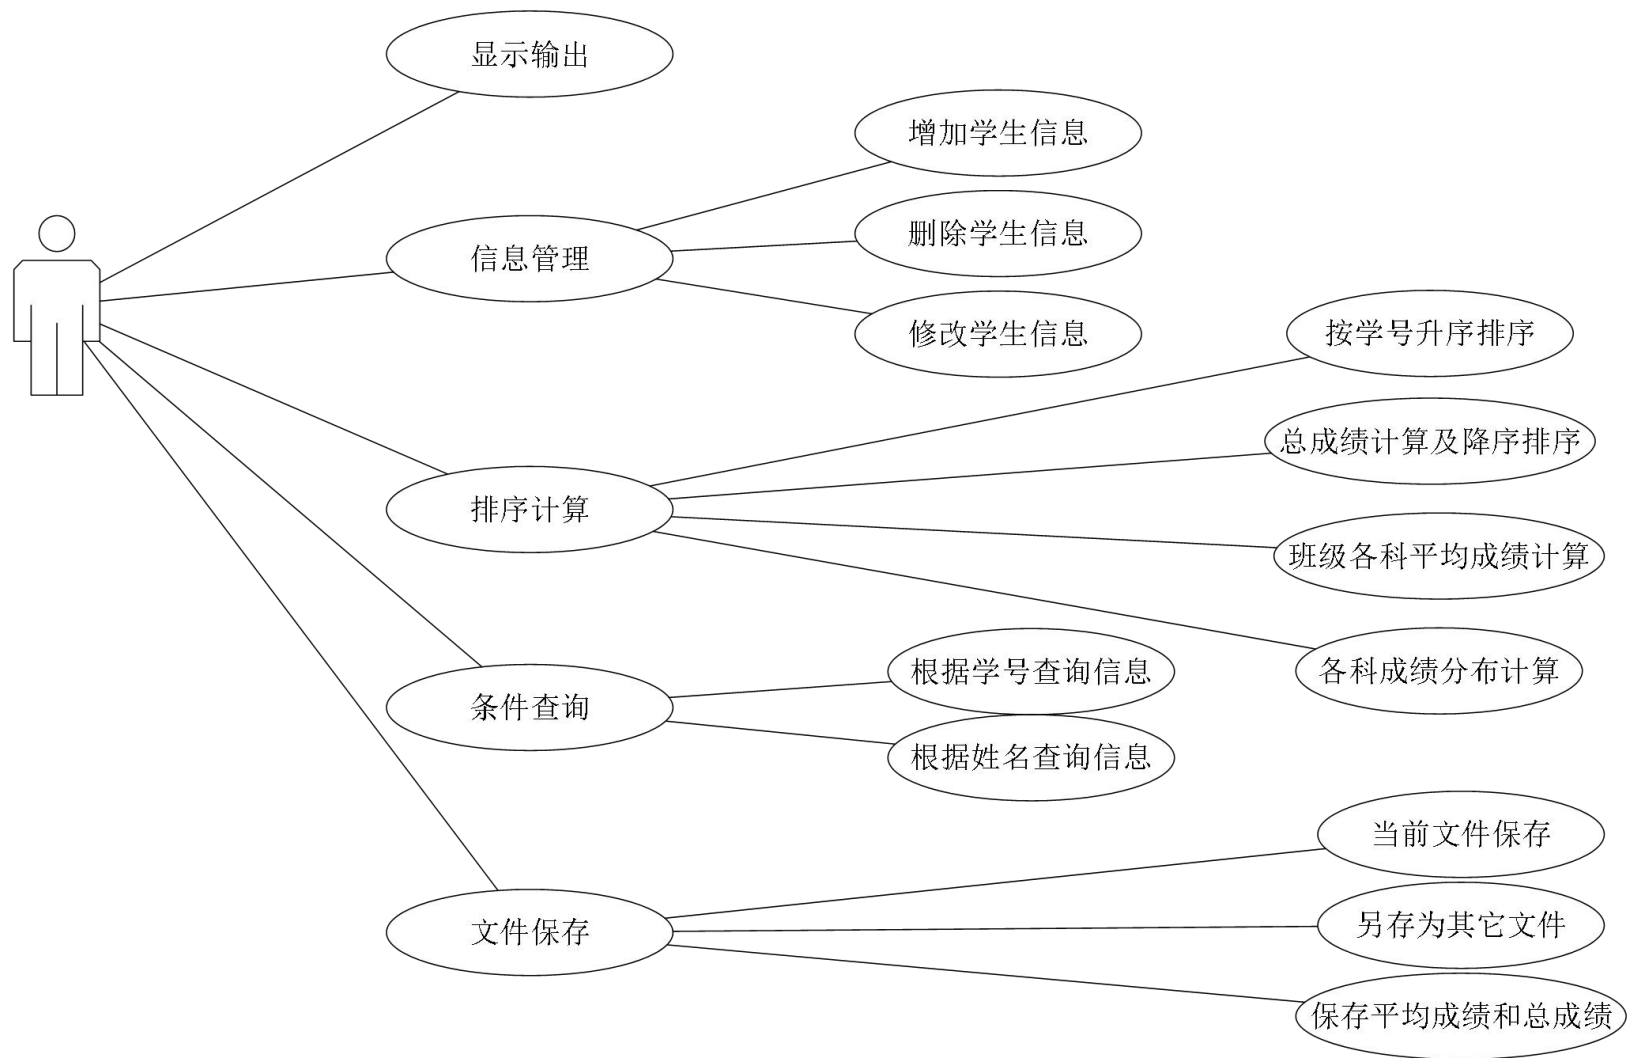 显示输出
增加学生信息
删除学生信息
信息管理
修改学生信息
按学号升序排序
总成绩计算及降序排序
排序计算
班级各科平均成绩计算
各科成绩分布计算
根据学号查询信息
条件查询
根据姓名查询信息
当前文件保存
另存为其它文件
文件保存
保存平均成绩和总成绩